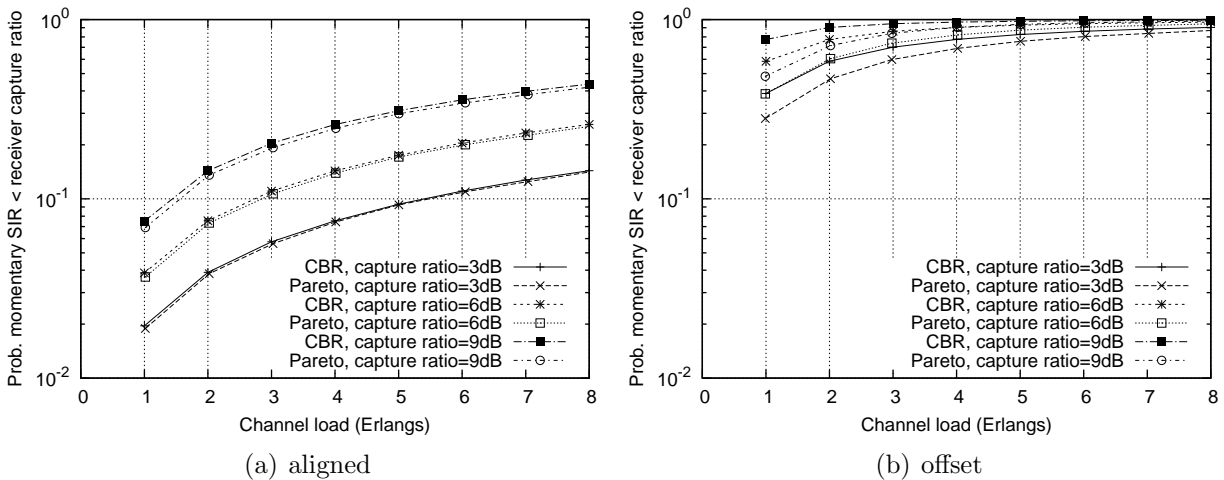 Prob. momentary SIR < receiver capture ratio
10^0
10^-1
10^-2
CBR, capture ratio=3dB
Pareto, capture ratio=3dB
CBR, capture ratio=6dB
Pareto, capture ratio=6dB
CBR, capture ratio=9dB
Pareto, capture ratio=9dB
0 1 2 3 4 5 6 7 8
Channel load (Erlangs)
(a) aligned
Prob. momentary SIR < receiver capture ratio
10^0
10^-1
10^-2
CBR, capture ratio=3dB
Pareto, capture ratio=3dB
CBR, capture ratio=6dB
Pareto, capture ratio=6dB
CBR, capture ratio=9dB
Pareto, capture ratio=9dB
0 1 2 3 4 5 6 7 8
Channel load (Erlangs)
(b) offset